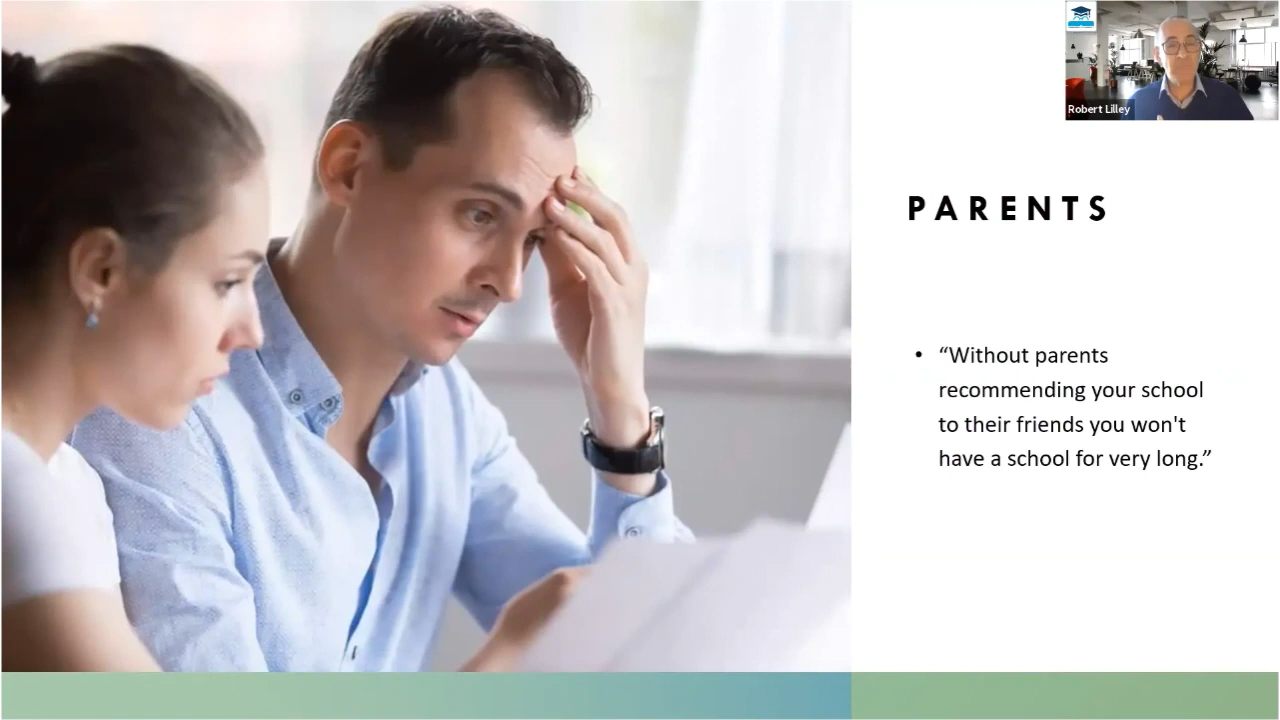 Robert Lilley
PARENTS
• “Without parents
recommending your school
to their friends you won't
have a school for very long.”